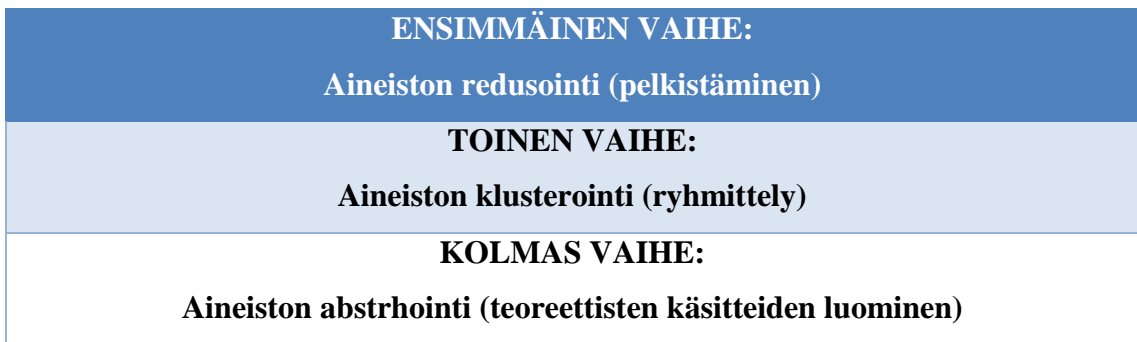 ENSIMMÄINEN VAIHE:
Aineiston redusointi (pelkistäminen)
TOINEN VAIHE:
Aineiston klusterointi (ryhmittely)
KOLMAS VAIHE:
Aineiston abstrhointi (teoreettisten käsitteiden luominen)